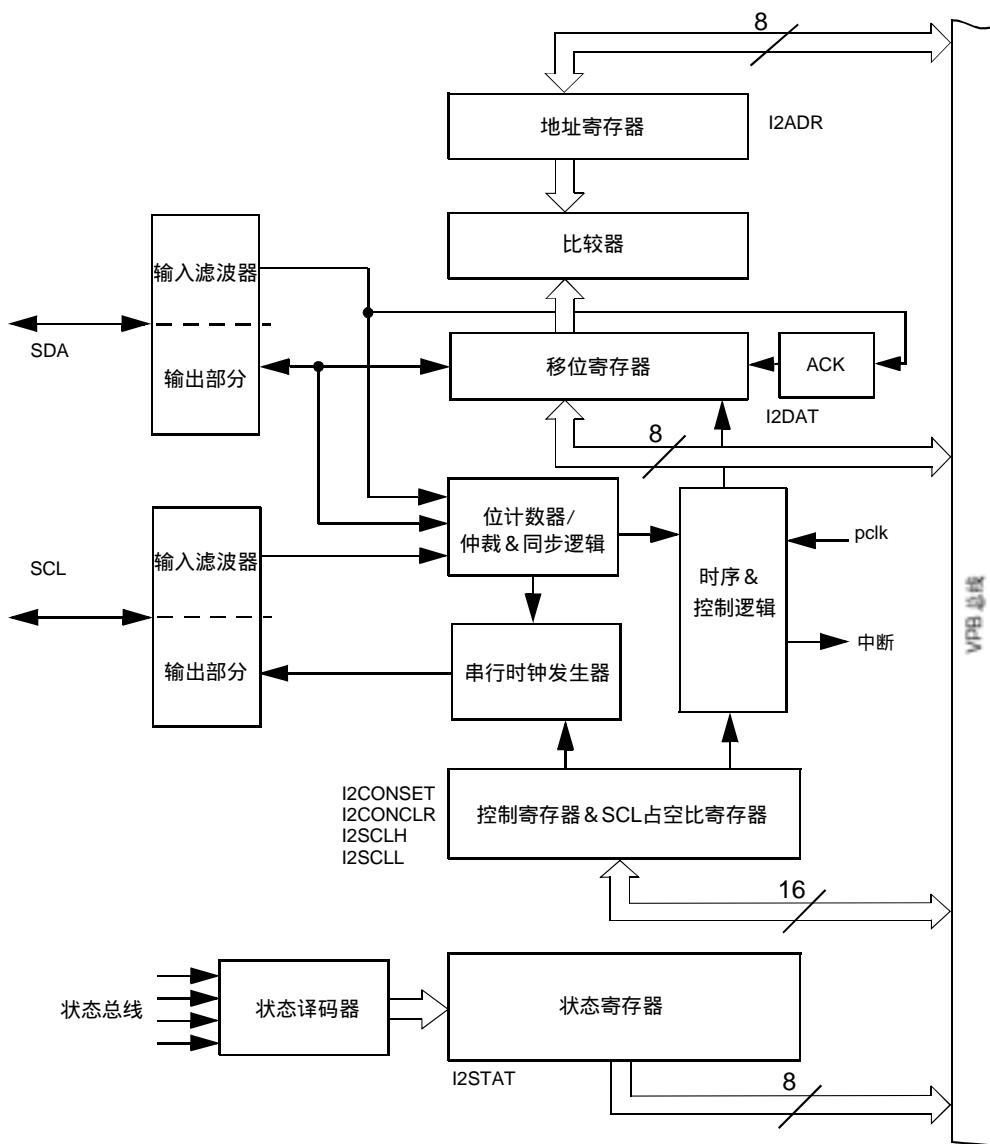 8
地址寄存器
I2ADR
比较器
输入滤波器
SDA
输出部分
移位寄存器
ACK
I2DAT
8
位计数器/
仲裁&同步逻辑
输入滤波器
SCL
输出部分
pclk
时序&
控制逻辑
中断
串行时钟发生器
VPB 总线
I2CONSET
I2CONCLR
I2SCLH
I2SCLL
控制寄存器&SCL占空比寄存器
16
状态总线
状态译码器
状态寄存器
I2STAT
8